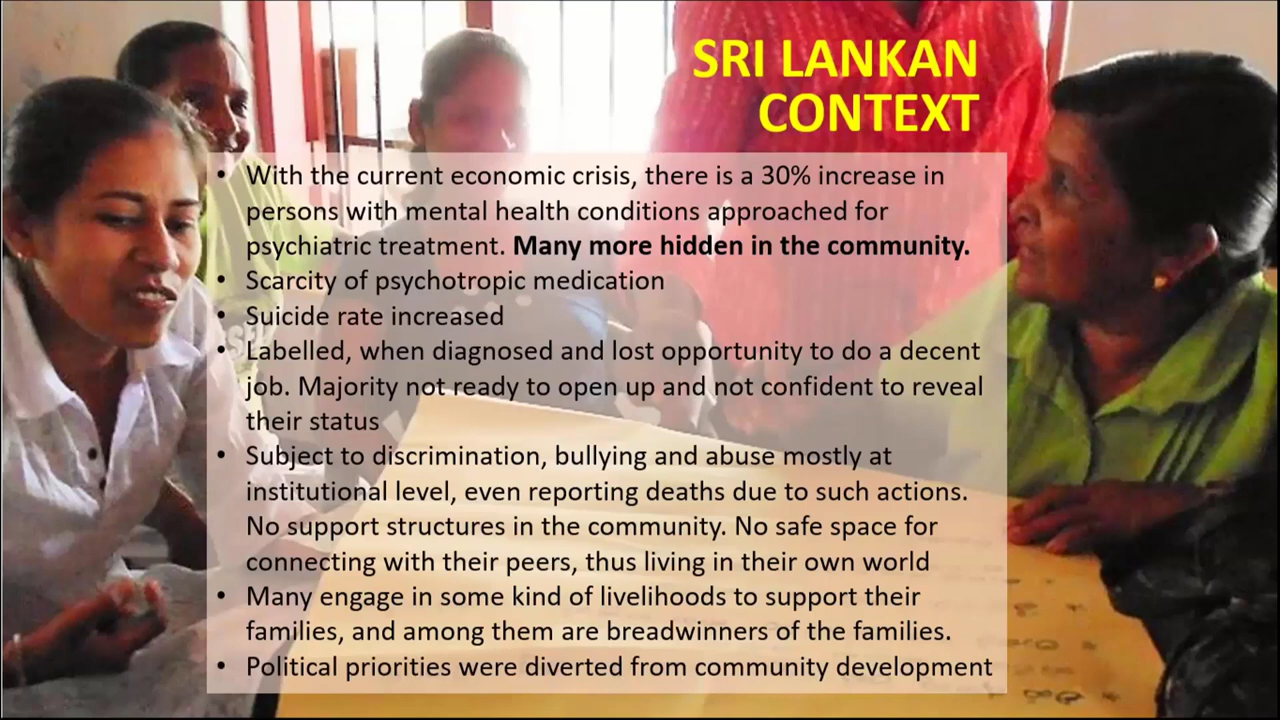 SRI LANKAN
CONTEXT
• With the current economic crisis, there is a 30% increase in
persons with mental health conditions approached for
psychiatric treatment. Many more hidden in the community.
• Scarcity of psychotropic medication
• Suicide rate increased
• Labelled, when diagnosed and lost opportunity to do a decent
job. Majority not ready to open up and not confident to reveal
their status
• Subject to discrimination, bullying and abuse mostly at
institutional level, even reporting deaths due to such actions.
No support structures in the community. No safe space for
connecting with their peers, thus living in their own world
• Many engage in some kind of livelihoods to support their
families, and among them are breadwinners of the families.
• Political priorities were diverted from community development